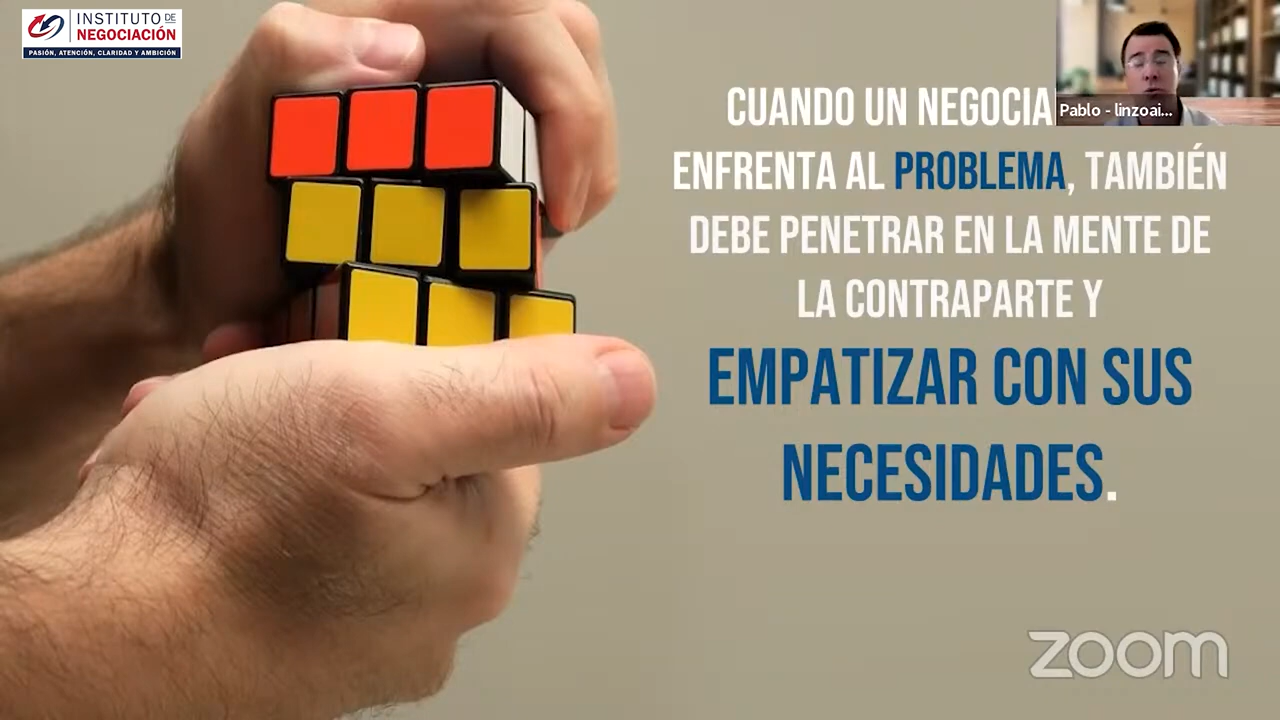 INSTITUTO DE
NEGOCIACIÓN
PASIÓN, ATENCIÓN, CLARIDAD Y AMBICIÓN
Pablo - linzoai...
CUANDO UN NEGOCIA
ENFRENTA AL PROBLEMA, TAMBIÉN
DEBE PENETRAR EN LA MENTE DE
LA CONTRAPARTE Y
EMPATIZAR CON SUS
NECESIDADES.
zoom